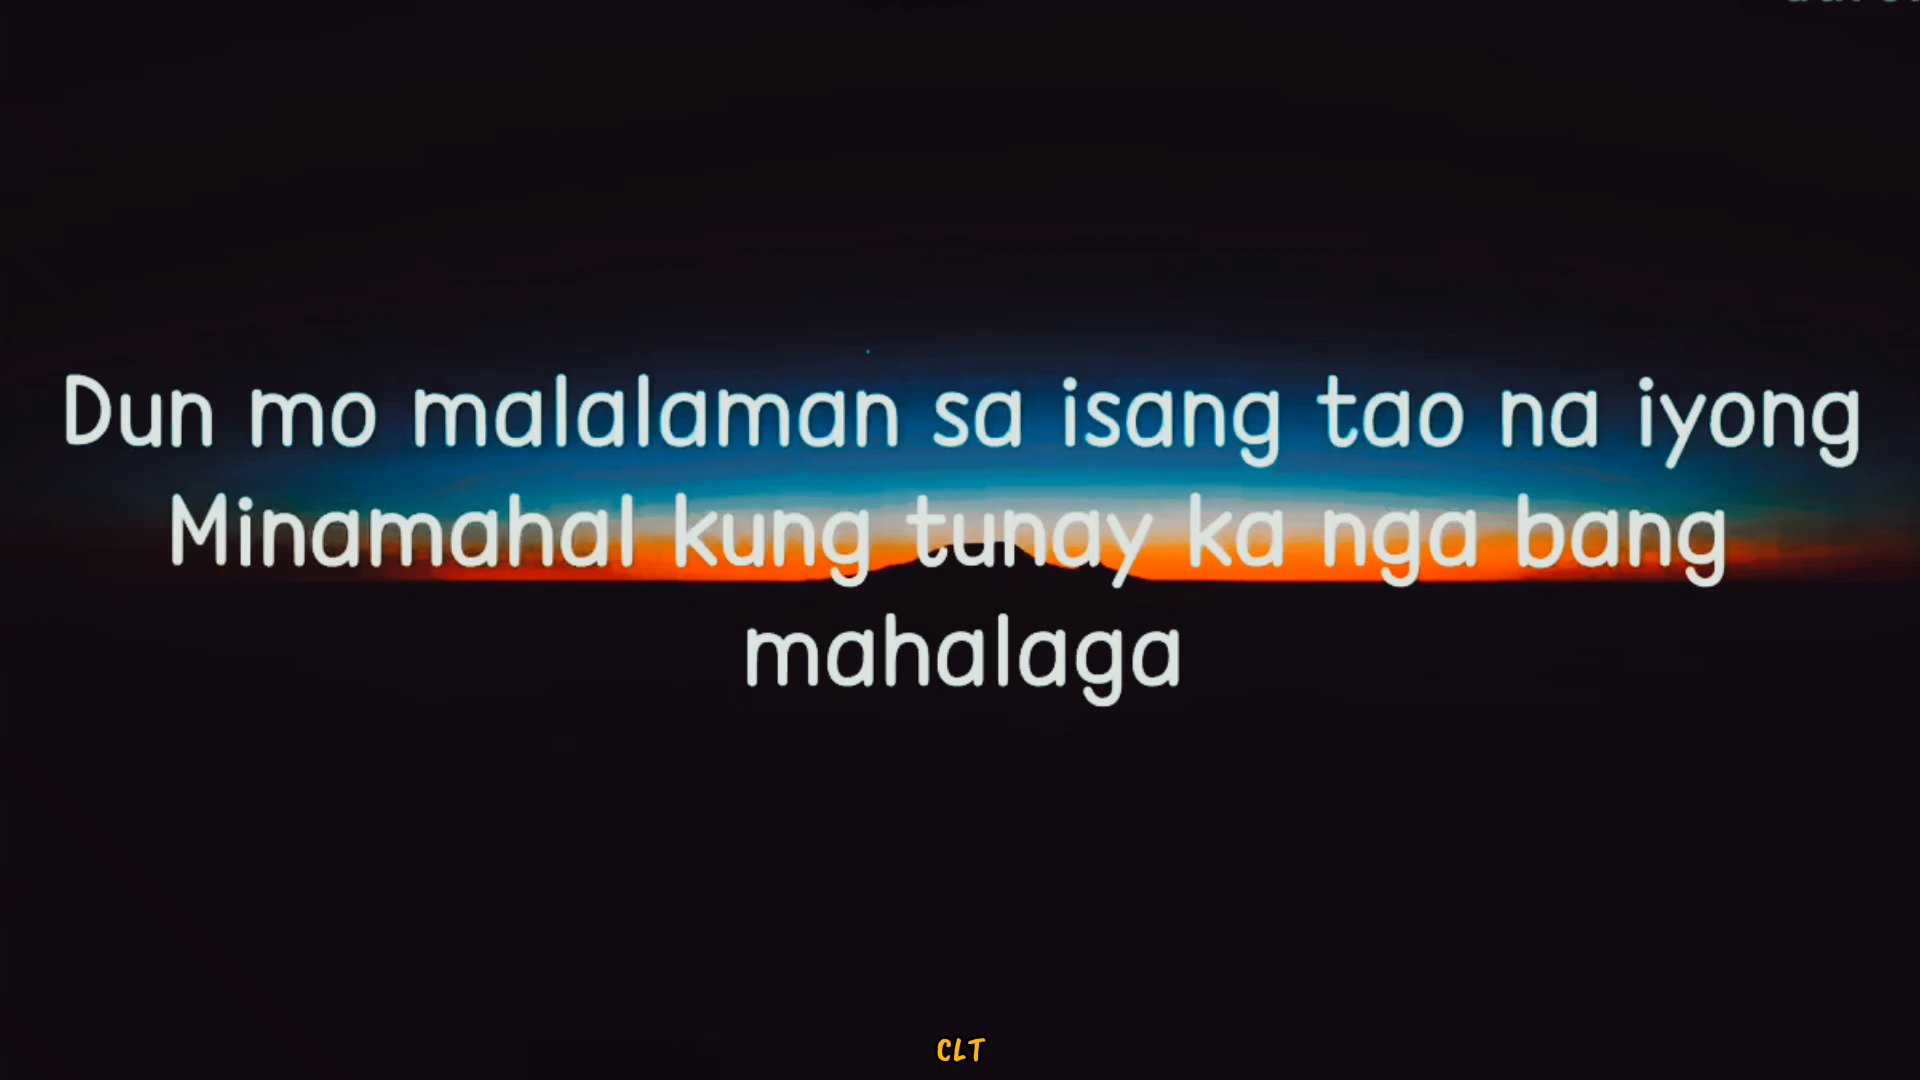 Dun mo malalaman sa isang tao na iyong
Minamahal kung tunay ka nga bang
mahalaga
CLT